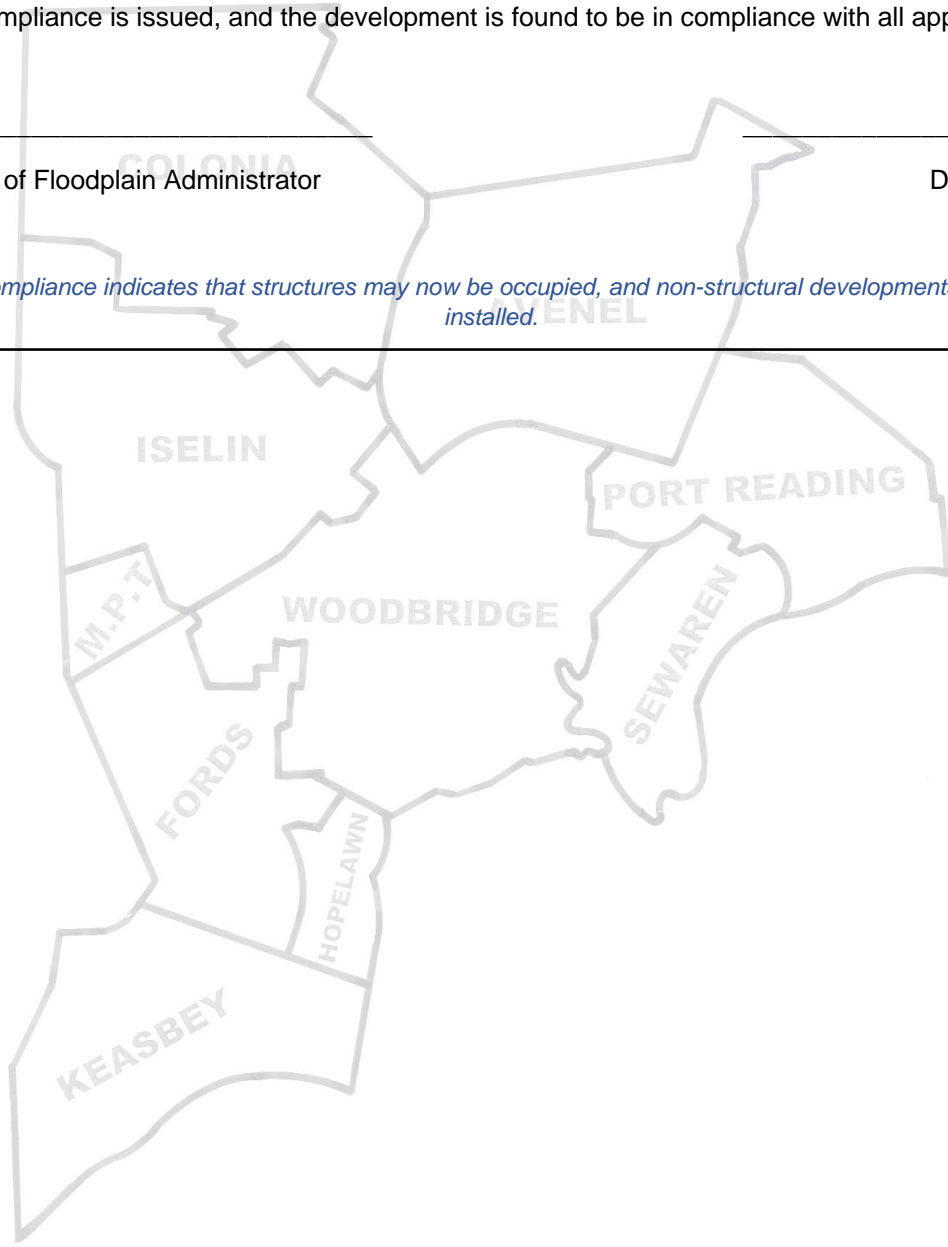 mpliance is issued, and the development is found to be in compliance with all app
of Floodplain Administrator
D
COLONIA
ompliance indicates that structures may now be occupied, and non-structural development
installed.
AVENEL
ISELIN
PORT READING
M.P.T
WOODBRIDGE
SEWAREN
FORDS
HOPELAWN
KEASBEY